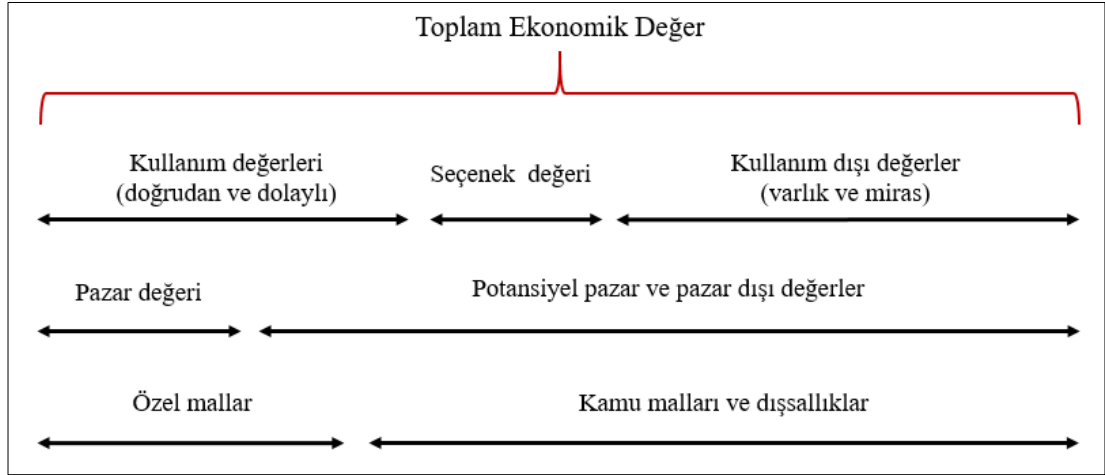 Toplam Ekonomik Değer
Kullanım değerleri
(doğrudan ve dolaylı)
Seçenek değeri
Kullanım dışı değerler
(varlık ve miras)
Pazar değeri
Potansiyel pazar ve pazar dışı değerler
Özel mallar
Kamu malları ve dışsallıklar